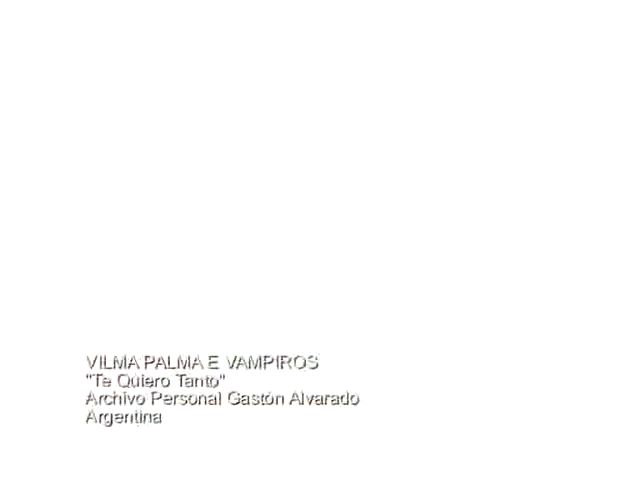 VILMA PALMA E VAMPIROS
"Te Quiero Tanto"
Archivo Personal Gastón Alvarado
Argentina